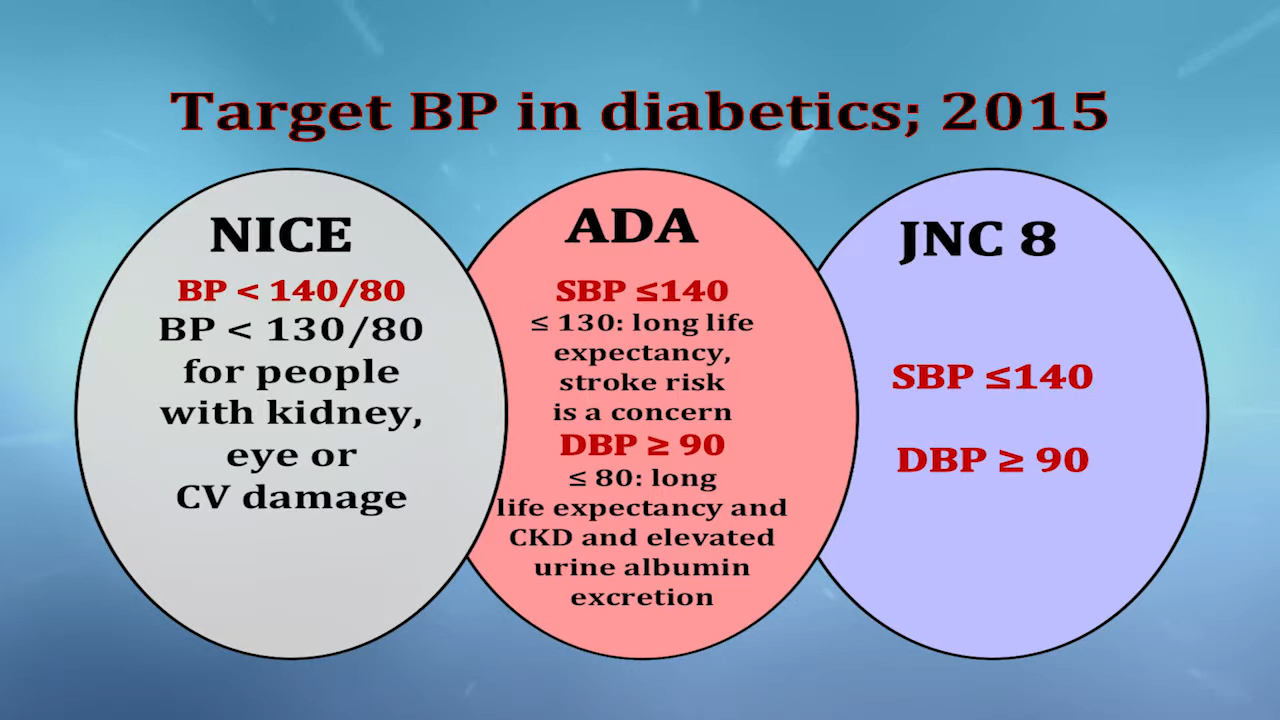 Target BP in diabetics; 2015
NICE
BP < 140/80
BP < 130/80
for people
with kidney,
eye or
CV damage
ADA
SBP ≤140
≤ 130: long life
expectancy,
stroke risk
is a concern
DBP ≥ 90
≤ 80: long
life expectancy and
CKD and elevated
urine albumin
excretion
JNC 8
SBP ≤140
DBP ≥ 90